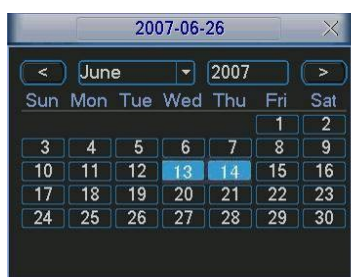 2007-06-26
< June 2007 >
Sun Mon Tue Wed Thu Fri Sat
1 2
3 4 5 6 7 8 9
10 11 12 13 14 15 16
17 18 19 20 21 22 23
24 25 26 27 28 29 30